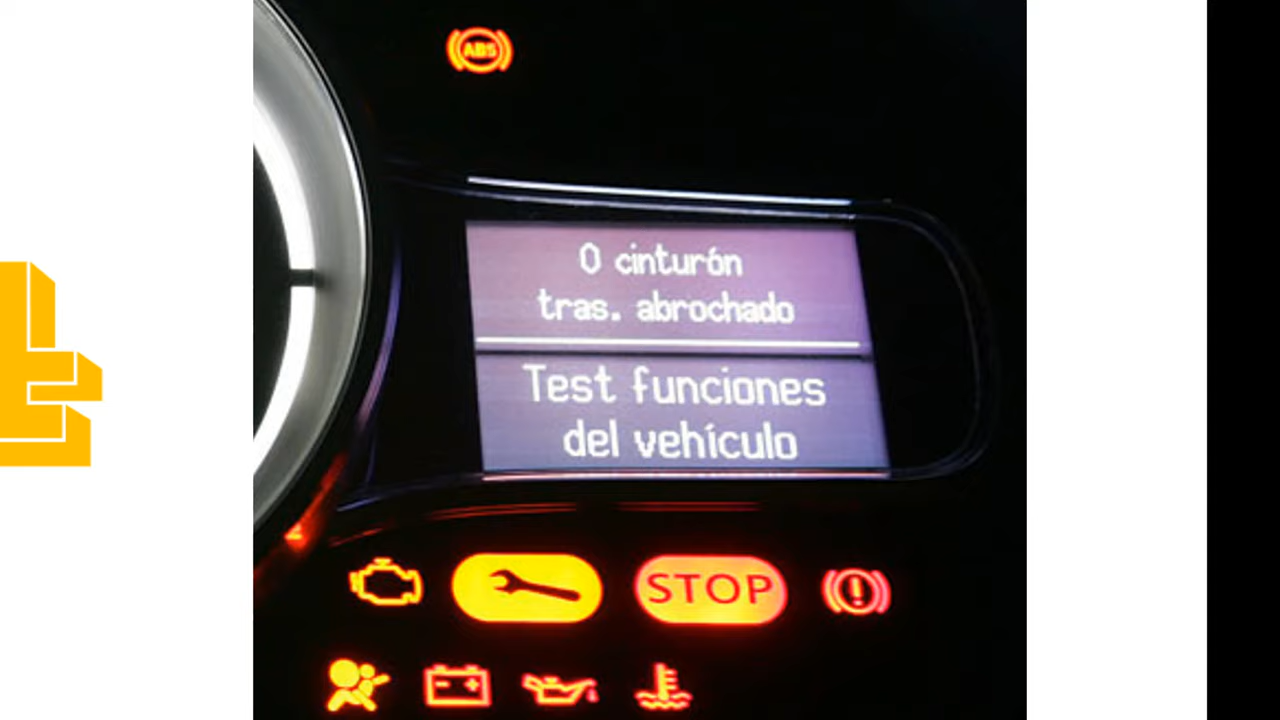 ABS
0 cinturón
tras. abrochado
Test funciones
del vehículo
STOP